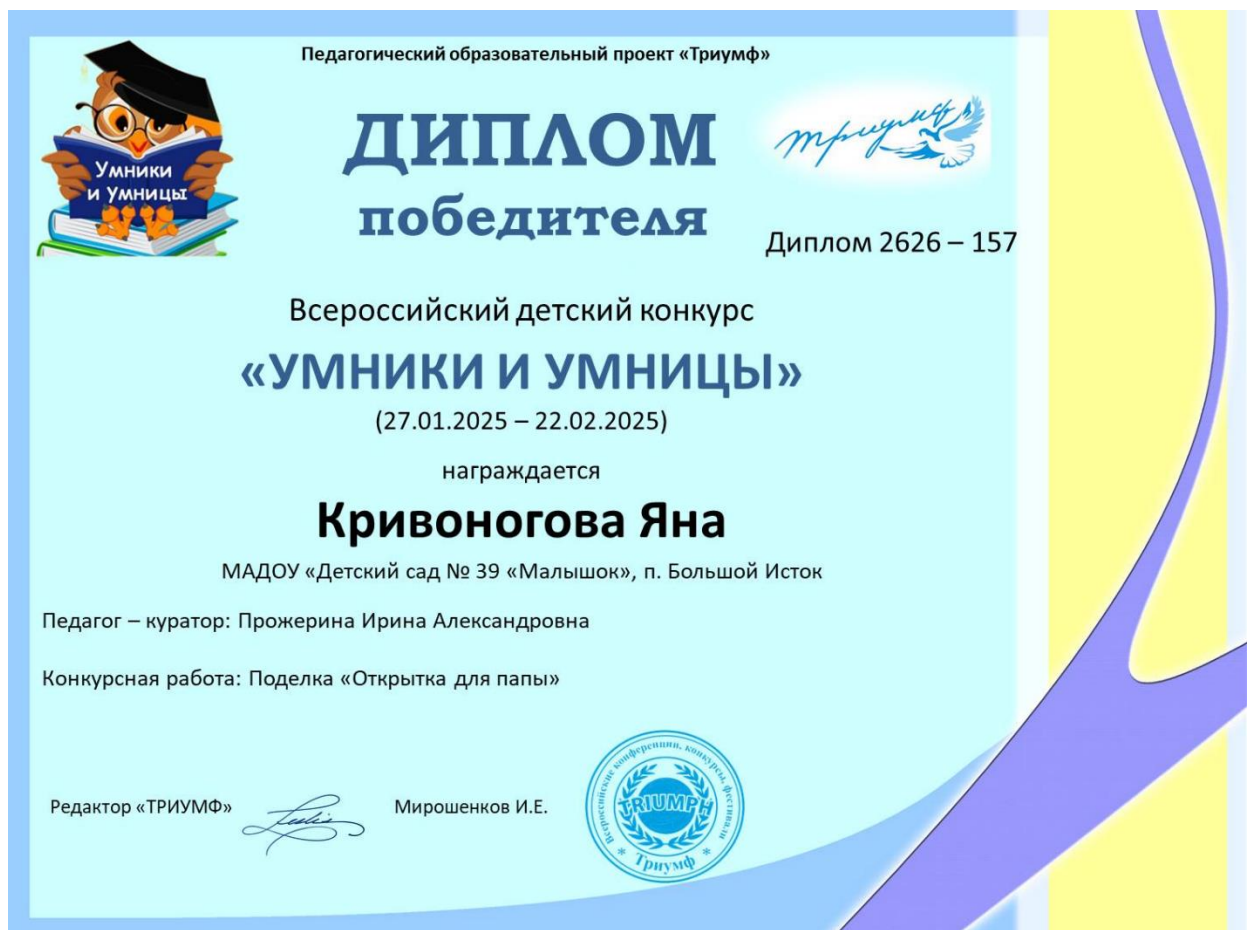 Педагогический образовательный проект «Триумф»
Умники
и Умницы
ДИПЛОМ
победителя
триумф
Диплом 2626 – 157
Всероссийский детский конкурс
«УМНИКИ И УМНИЦЫ»
(27.01.2025 – 22.02.2025)
награждается
Кривоногова Яна
МАДОУ «Детский сад № 39 «Малышок», п. Большой Исток
Педагог – куратор: Прожерина Ирина Александровна
Конкурсная работа: Поделка «Открытка для папы»
Редактор «ТРИУМФ»
Мирошенков И.Е.
Всероссийские конференции, конкурсы, фестивали
TRIUMPH
* Триумф *